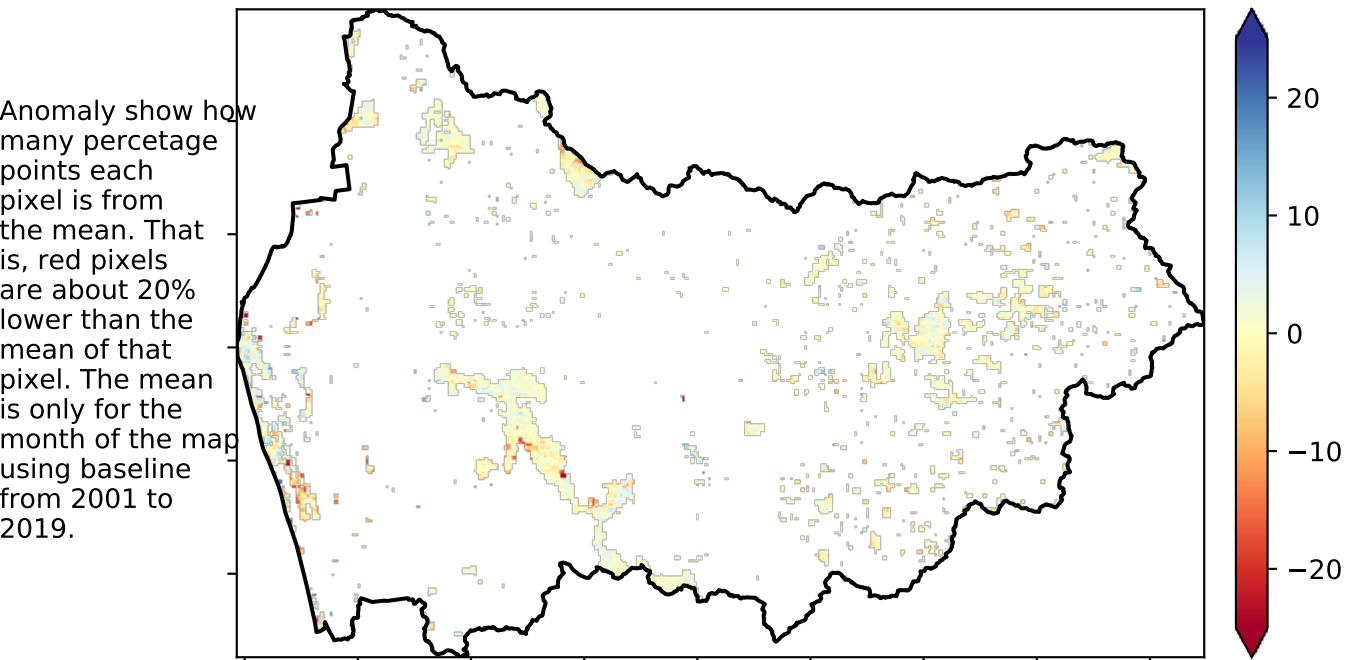 Anomaly show how
many percetage
points each
pixel is from
the mean. That
is, red pixels
are about 20%
lower than the
mean of that
pixel. The mean
is only for the
month of the map
using baseline
from 2001 to
2019.
20
10
0
−10
−20